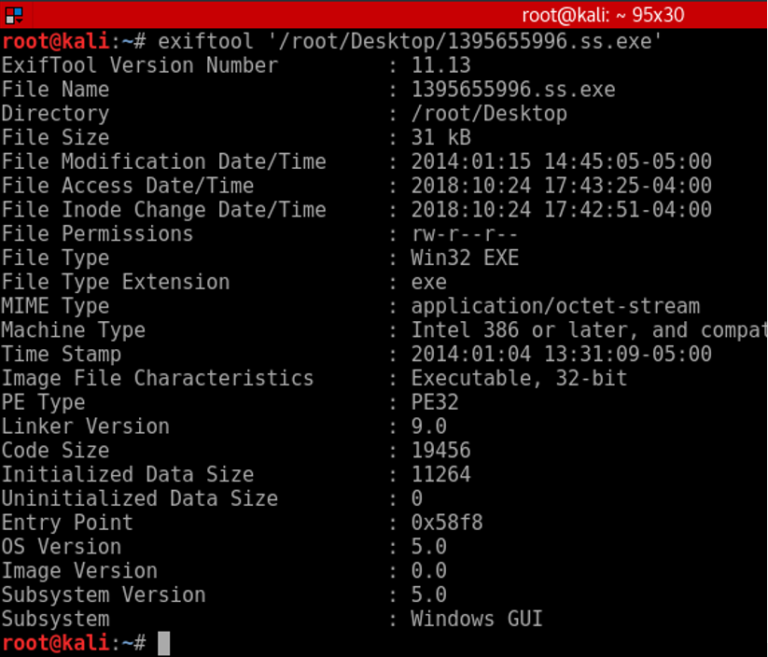 root@kali: ~ 95x30
root@kali:~# exiftool '/root/Desktop/1395655996.ss.exe'
ExifTool Version Number : 11.13
File Name : 1395655996.ss.exe
Directory : /root/Desktop
File Size : 31 kB
File Modification Date/Time : 2014:01:15 14:45:05-05:00
File Access Date/Time : 2018:10:24 17:43:25-04:00
File Inode Change Date/Time : 2018:10:24 17:42:51-04:00
File Permissions : rw-r--r--
File Type : Win32 EXE
File Type Extension : exe
MIME Type : application/octet-stream
Machine Type : Intel 386 or later, and compat
Time Stamp : 2014:01:04 13:31:09-05:00
Image File Characteristics : Executable, 32-bit
PE Type : PE32
Linker Version : 9.0
Code Size : 19456
Initialized Data Size : 11264
Uninitialized Data Size : 0
Entry Point : 0x58f8
OS Version : 5.0
Image Version : 0.0
Subsystem Version : 5.0
Subsystem : Windows GUI
root@kali:~#